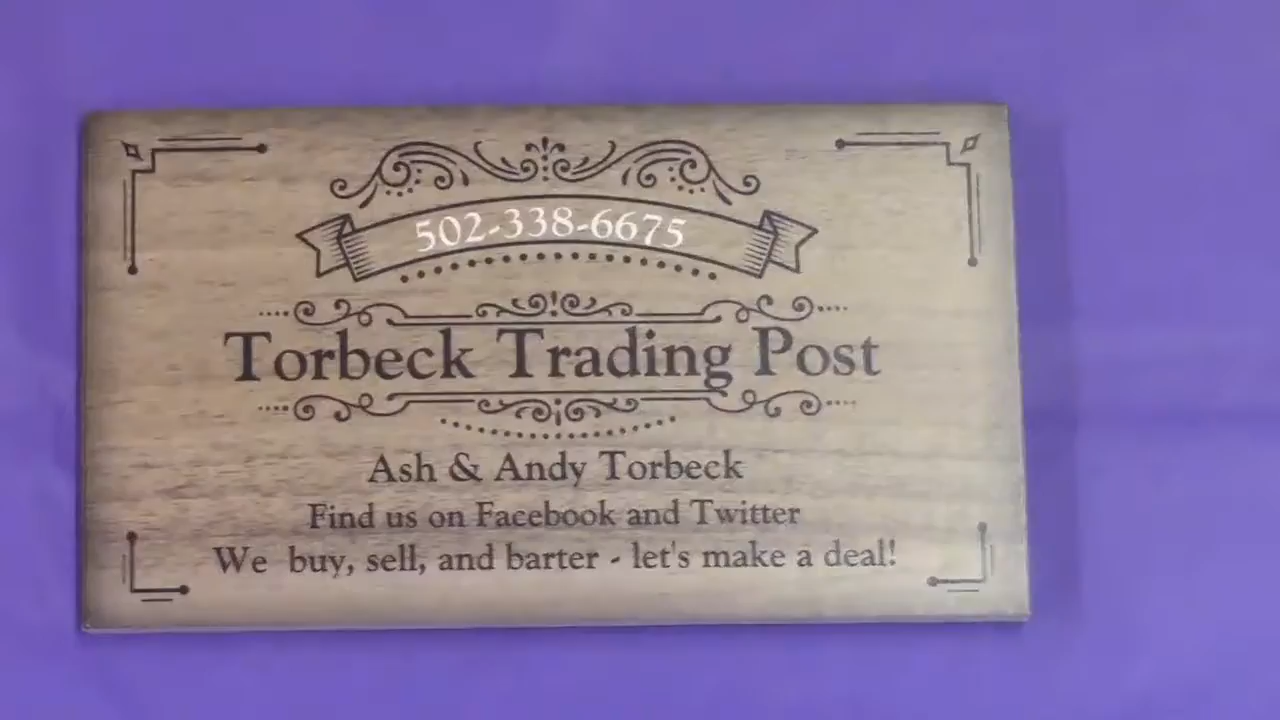 502-338-6675
Torbeck Trading Post
Ash & Andy Torbeck
Find us on Facebook and Twitter
We buy, sell, and barter - let's make a deal!